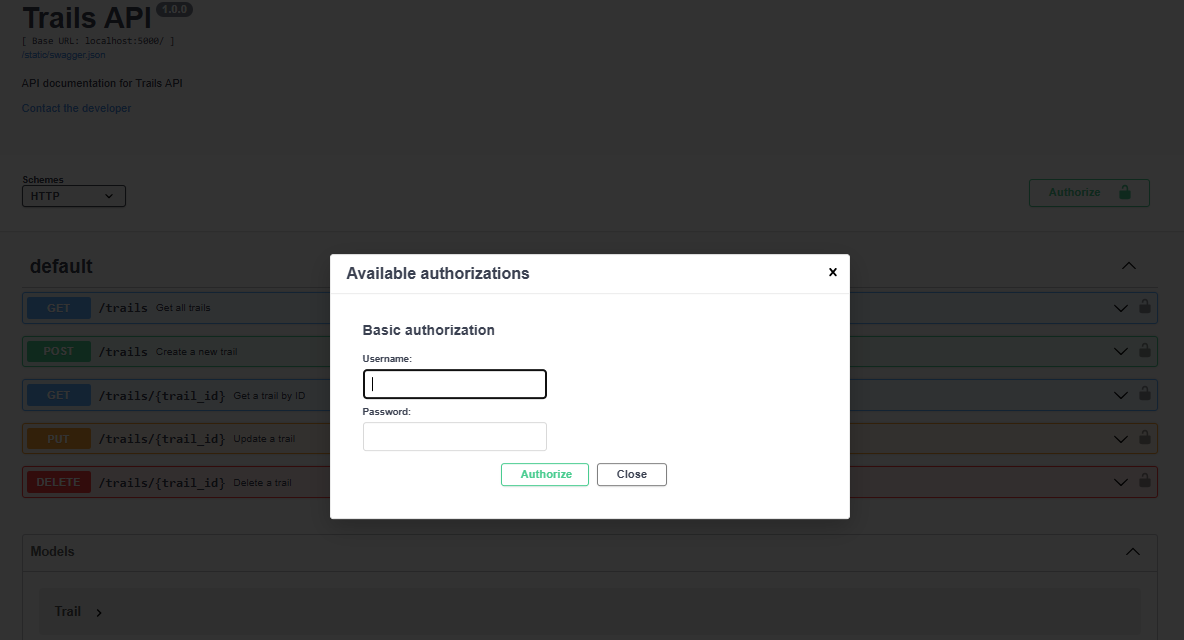 Trails API 1.0.0
[ Base URL: localhost:5000/ ]
/static/swagger.json
API documentation for Trails API
Contact the developer
Schemes
HTTP
Authorize
default
GET /trails Get all trails
POST /trails Create a new trail
GET /trails/{trail_id} Get a trail by ID
PUT /trails/{trail_id} Update a trail
DELETE /trails/{trail_id} Delete a trail
Available authorizations
Basic authorization
Username:
Password:
Authorize Close
Models
Trail